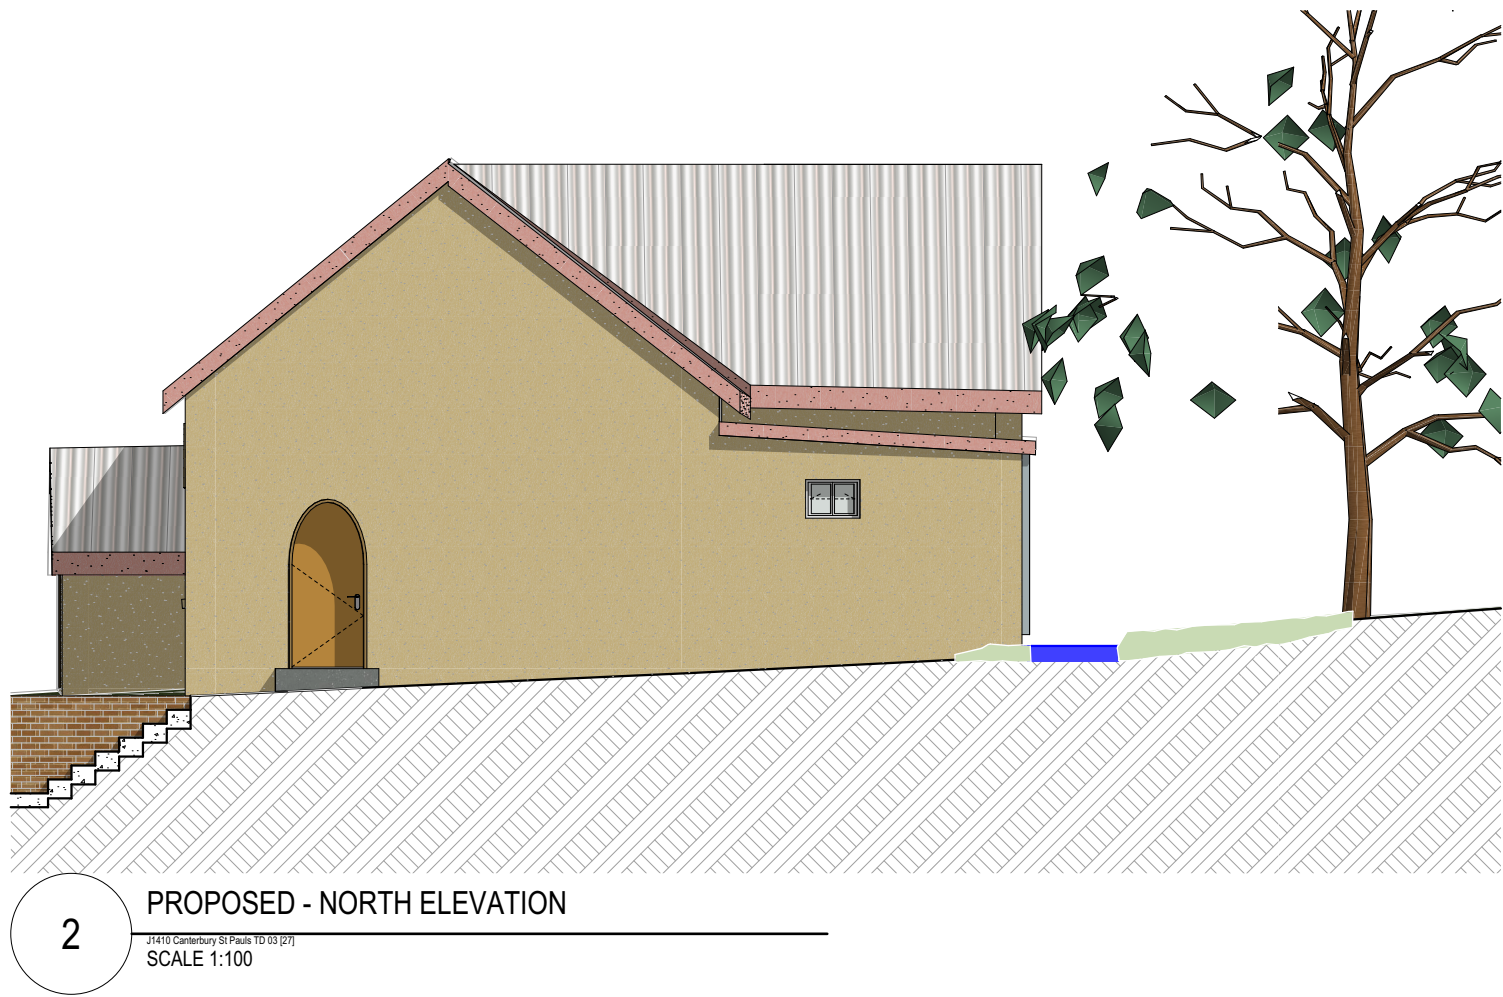 2
PROPOSED - NORTH ELEVATION
J1410 Canterbury St Pauls TD 03 [27]
SCALE 1:100